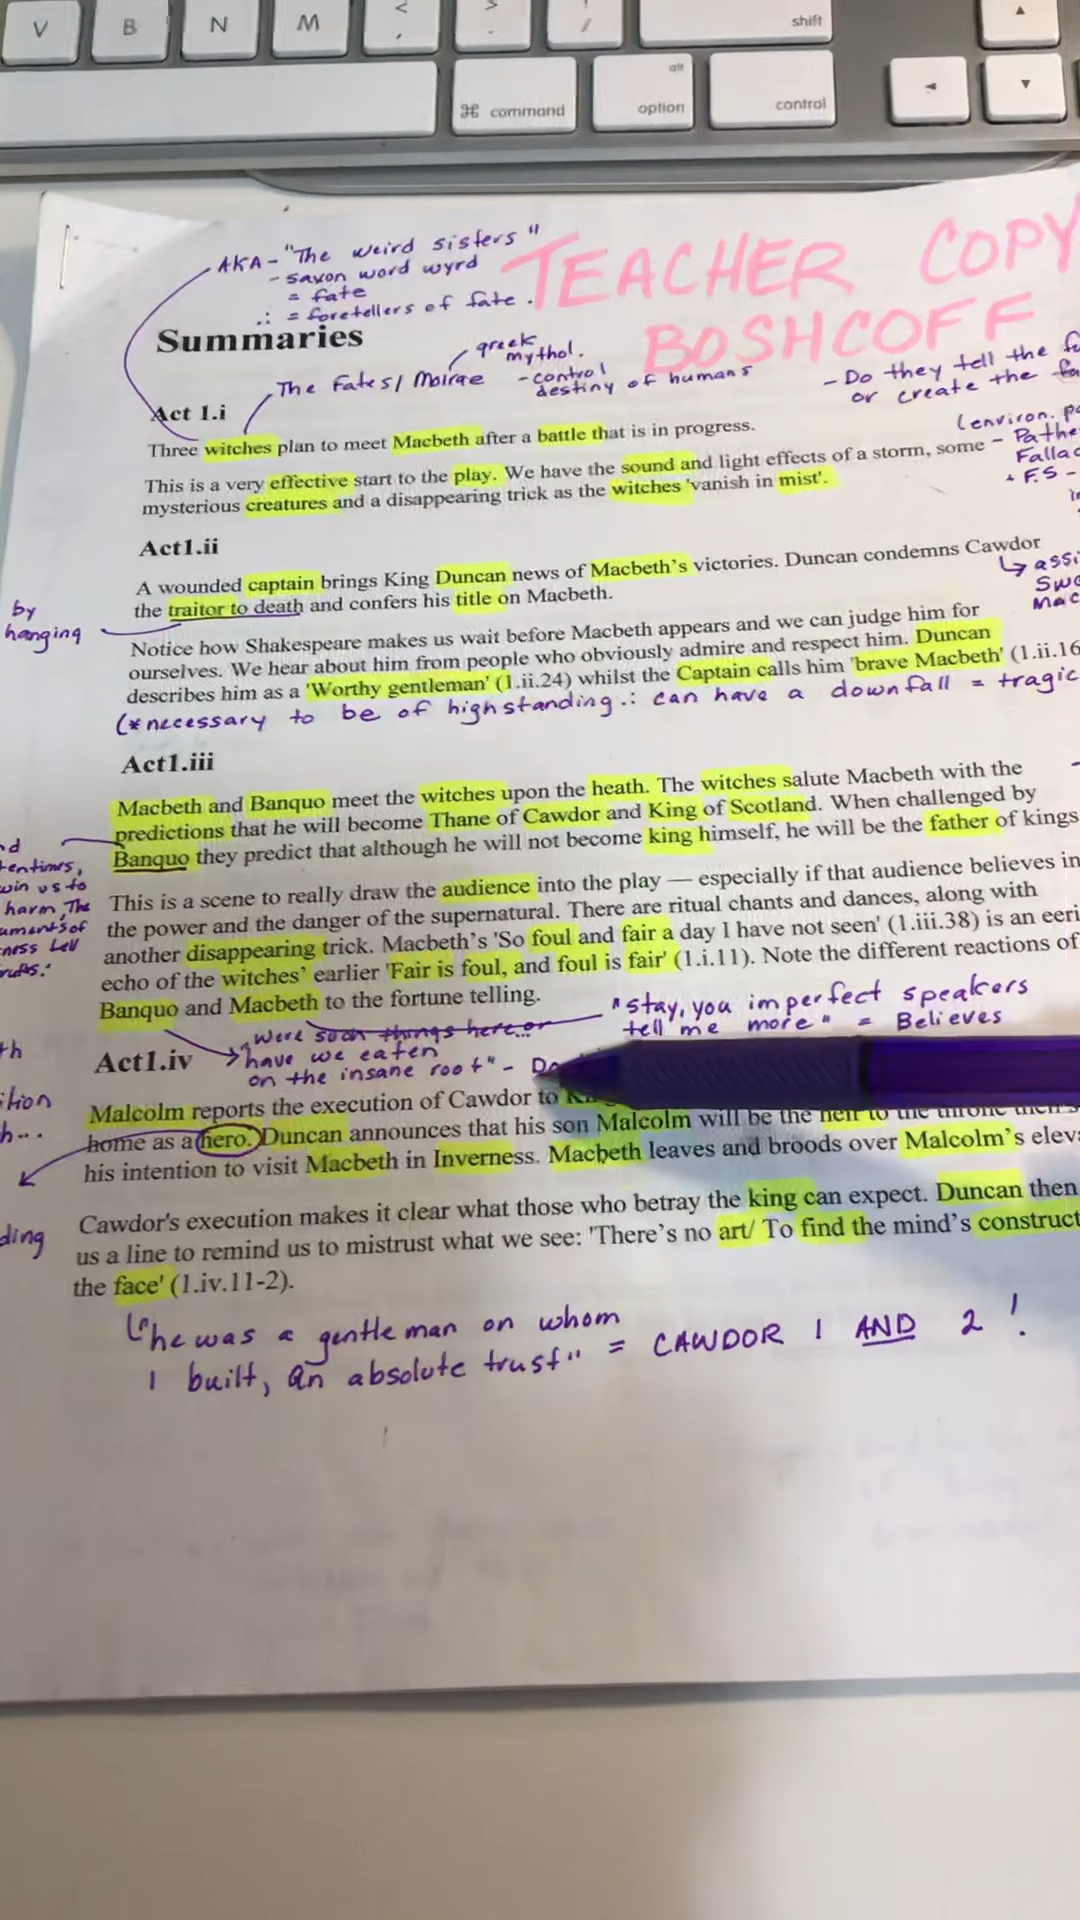 V B N M < , > . / shift
⌘ command alt option control ◄ ▲ ▼
AKA - "The weird sisters"
- saxon word wyrd
= fate
∴ = foretellers of fate.
TEACHER COPY
BOSHCOFF
Summaries
The Fates/ Moirae
greek
mythol.
- control
destiny of humans
- Do they tell the
or create the
Act 1.i
Three witches plan to meet Macbeth after a battle that is in progress.
(environ.
This is a very effective start to the play. We have the sound and light effects of a storm, some
mysterious creatures and a disappearing trick as the witches 'vanish in mist'.
+ F.S -
Act1.ii
A wounded captain brings King Duncan news of Macbeth's victories. Duncan condemns Cawdor
the traitor to death and confers his title on Macbeth.
by
hanging
Notice how Shakespeare makes us wait before Macbeth appears and we can judge him for
ourselves. We hear about him from people who obviously admire and respect him. Duncan
describes him as a 'Worthy gentleman' (1.ii.24) whilst the Captain calls him 'brave Macbeth' (1.ii.16
(*necessary to be of high standing ∴ can have a downfall = tragic
Act1.iii
Macbeth and Banquo meet the witches upon the heath. The witches salute Macbeth with the
predictions that he will become Thane of Cawdor and King of Scotland. When challenged by
Banquo they predict that although he will not become king himself, he will be the father of kings
us to
harm, The
This is a scene to really draw the audience into the play — especially if that audience believes in
the power and the danger of the supernatural. There are ritual chants and dances, along with
another disappearing trick. Macbeth's 'So foul and fair a day I have not seen' (1.iii.38) is an eeri
echo of the witches' earlier 'Fair is foul, and foul is fair' (1.i.11). Note the different reactions of
Banquo and Macbeth to the fortune telling.
"stay, you imperfect speakers
tell me more" = Believes
"were such things here... or
have we eaten
on the insane root" -
Act1.iv
Malcolm reports the execution of Cawdor to
home as a hero. Duncan announces that his son Malcolm will be the heir to the throne then
his intention to visit Macbeth in Inverness. Macbeth leaves and broods over Malcolm's elev
Cawdor's execution makes it clear what those who betray the king can expect. Duncan then
us a line to remind us to mistrust what we see: 'There's no art/ To find the mind's construct
the face' (1.iv.11-2).
"he was a gentleman on whom
I built, an absolute trust" = CAWDOR 1 AND 2 !